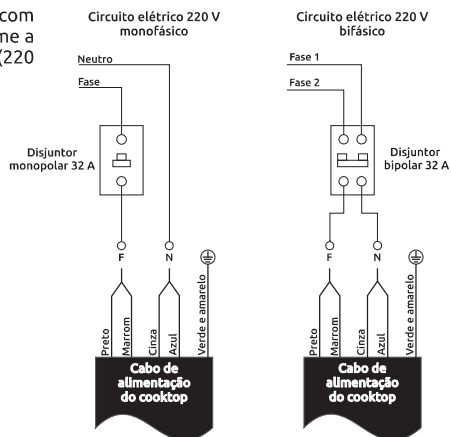 com
me a
(220
Circuito elétrico 220 V
monofásico
Neutro
Fase
Disjuntor
monopolar 32 A
F
N
Preto
Marrom
Cinza
Azul
Verde e amarelo
Cabo de
alimentação
do cooktop
Circuito elétrico 220 V
bifásico
Fase 1
Fase 2
Disjuntor
bipolar 32 A
F
N
Preto
Marrom
Cinza
Azul
Verde e amarelo
Cabo de
alimentação
do cooktop